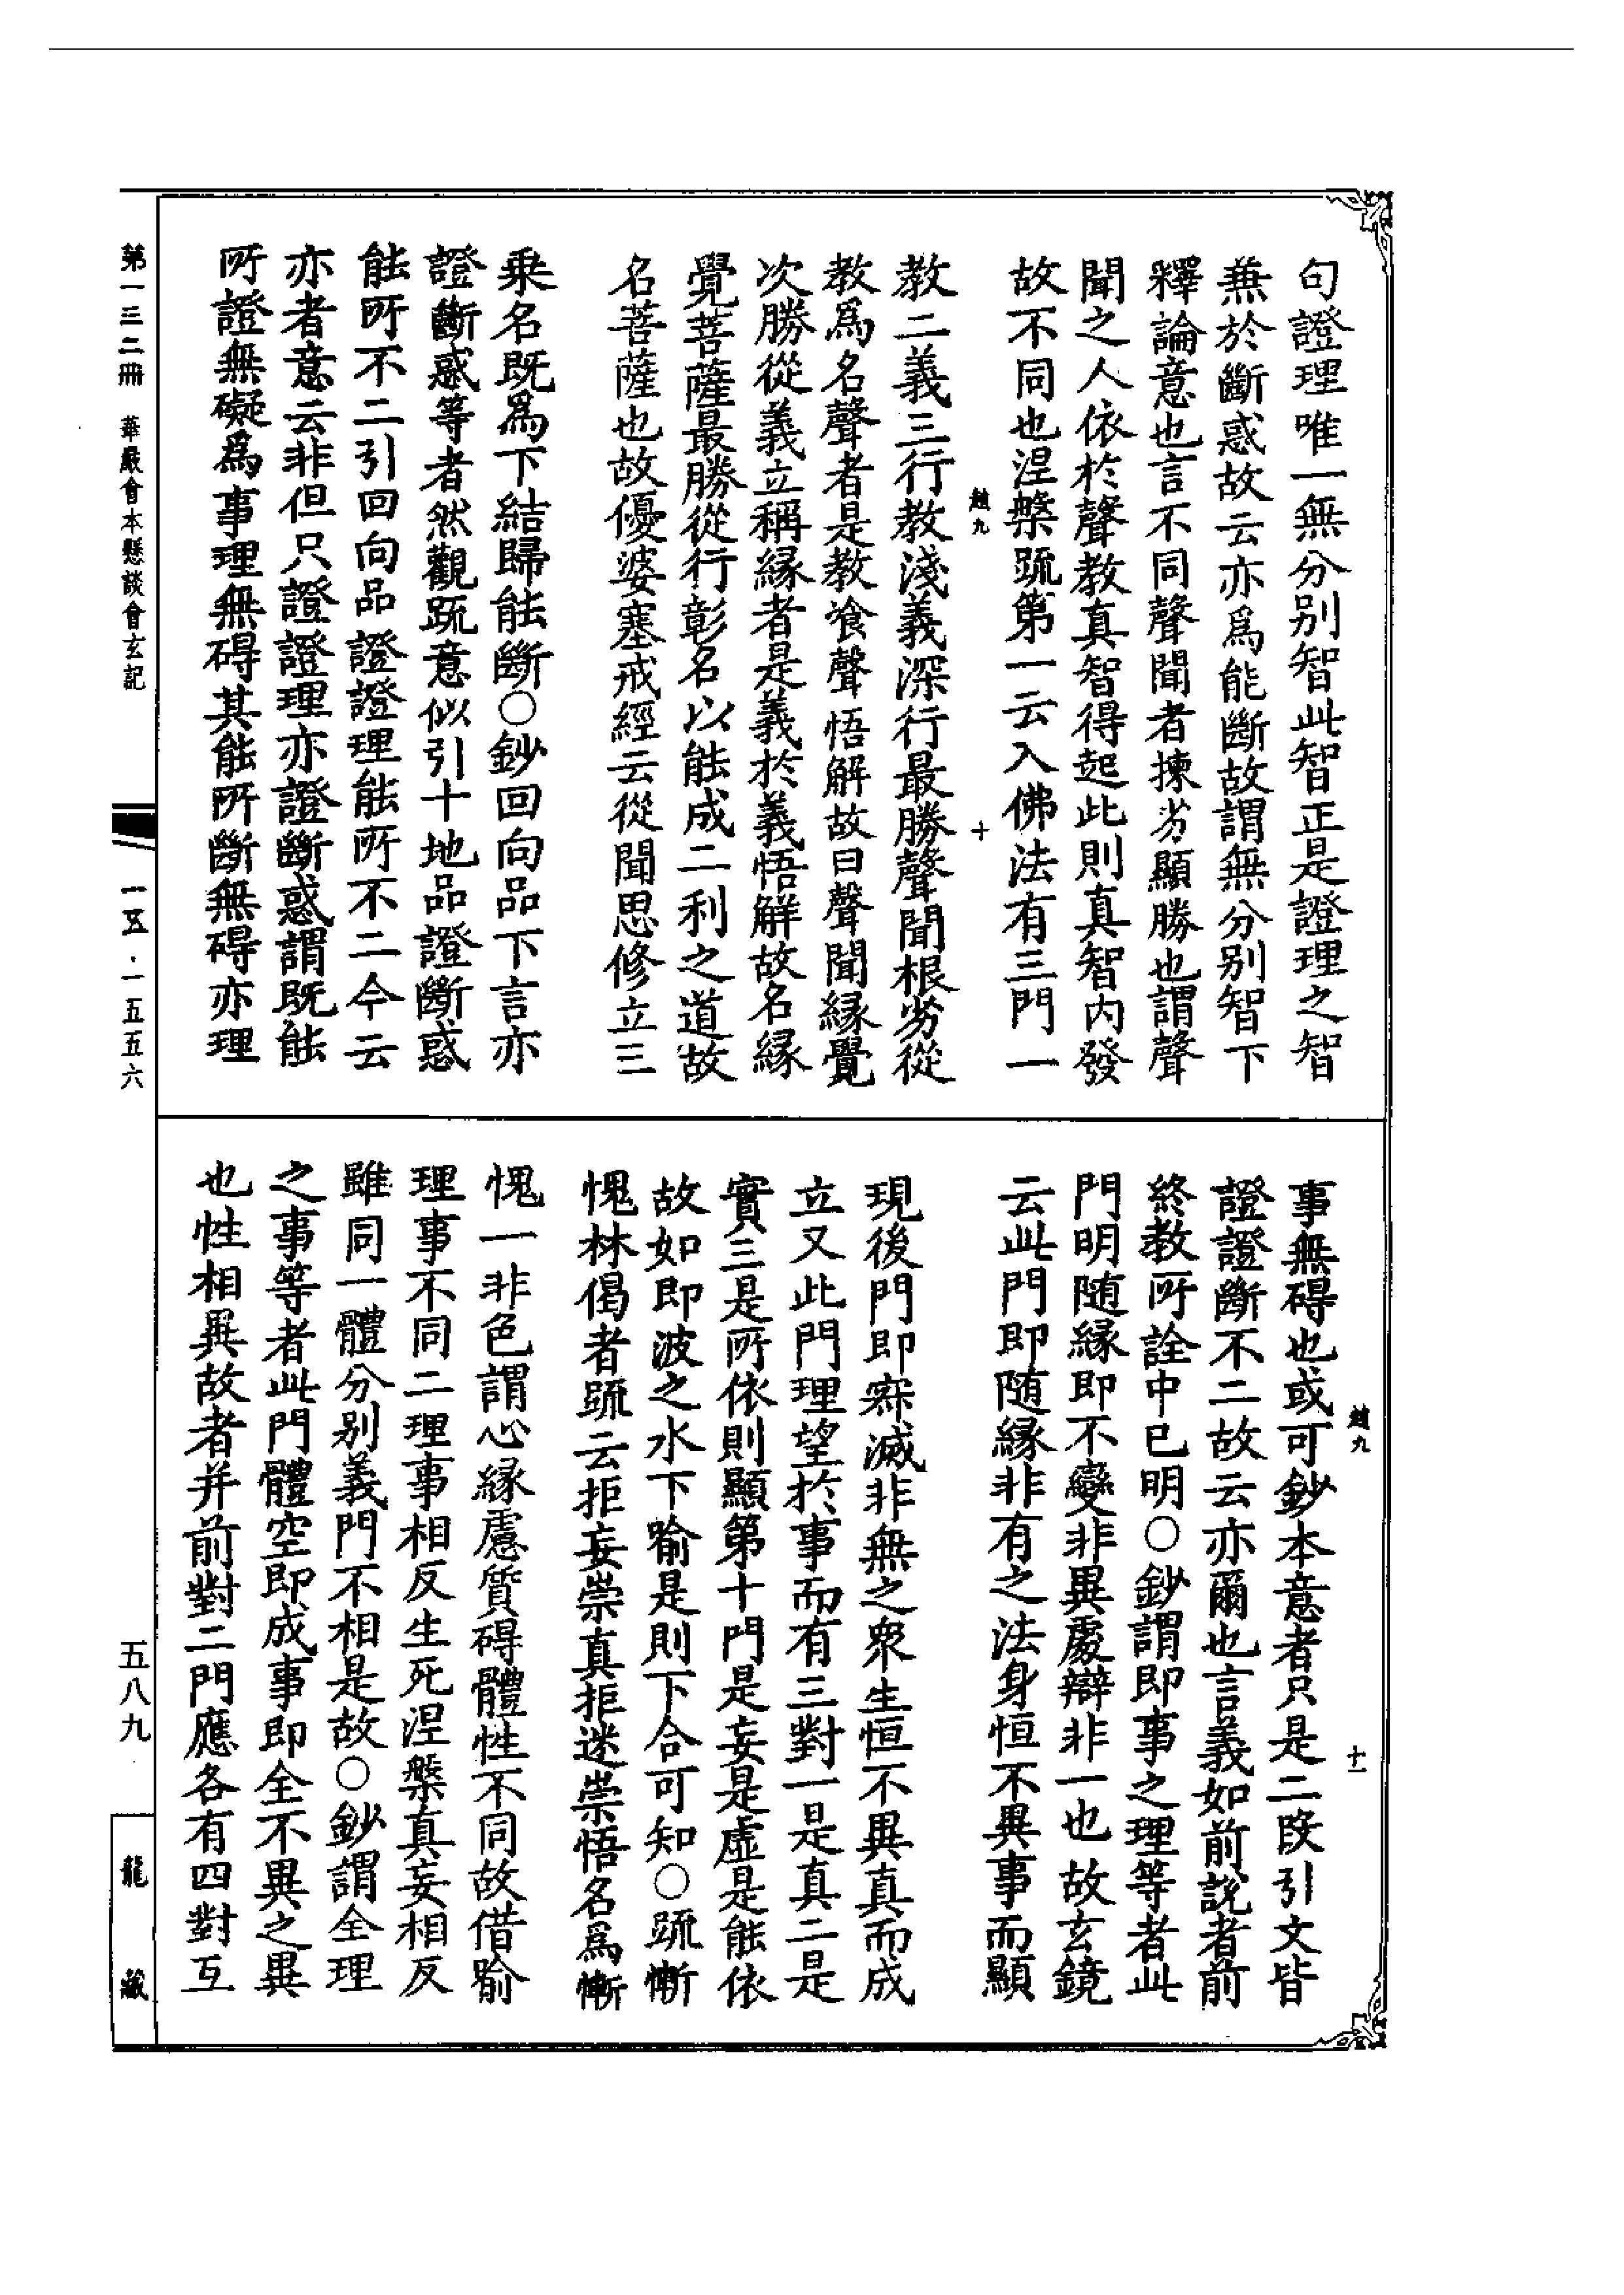 句證理唯一無分別智此智正是證理之智
兼於斷惑故云亦爲能斷故謂無分別智下
釋論意也言不同聲聞者揀劣顯勝也謂聲
聞之人依於聲教真智得起此則真智内發
故不同也涅槃䟽第一云入佛法有三門一
趙九
十
教二義三行教淺義深行最勝聲聞根劣從
教爲名聲者是教飡聲悟解故曰聲聞縁覺
次勝從義立稱縁者是義於義悟解故名縁
覺菩薩最勝從行彰名以能成二利之道故
名菩薩也故優婆塞戒經云從聞思修立三
乗名既爲下結歸能斷○鈔回向品下言亦
證斷惑等者然觀䟽意似引十地品證斷惑
能所不二引回向品證證理能所不二今云
亦者意云非但只證證理亦證斷惑謂既能
所證無礙爲事理無碍其能所斷無碍亦理
第一三二冊
華嚴會本懸談會玄記
一五·一五五六
趙九
十一
事無碍也或可鈔本意者只是二段引文皆
證證斷不二故云亦爾也言義如前說者前
終教所詮中已明○鈔謂即事之理等者此
門明随縁即不變非異處辯非一也故玄鏡
云此門即随縁非有之法身恒不異事而顯
現後門即寂滅非無之衆生恒不異真而成
立又此門理望於事而有三對一是真二是
實三是所依則顯第十門是妄是虚是能依
故如即波之水下喻是則下合可知○䟽慚
愧林偈者䟽云拒妄崇真拒迷崇悟名爲慚
愧一非色謂心縁慮質碍體性不同故借喻
理事不同二理事相反生死涅槃真妄相反
雖同一體分别義門不相是故○鈔謂全理
之事等者此門體空即成事即全不異之異
也性相異故者并前對二門應各有四對互
五八九
龍藏